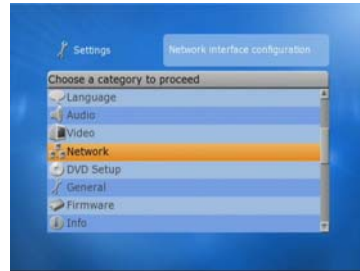 Settings
Network interface configuration
Choose a category to proceed
Language
Audio
Video
Network
DVD Setup
General
Firmware
Info